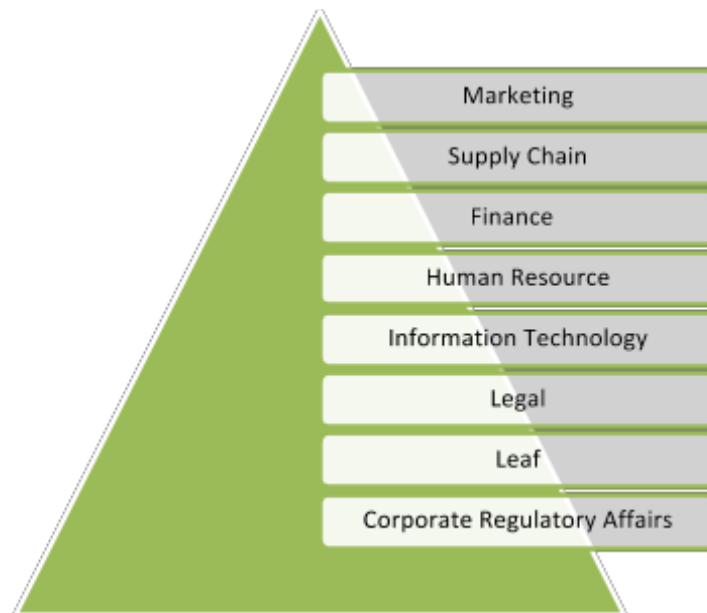 Marketing
Supply Chain
Finance
Human Resource
Information Technology
Legal
Leaf
Corporate Regulatory Affairs